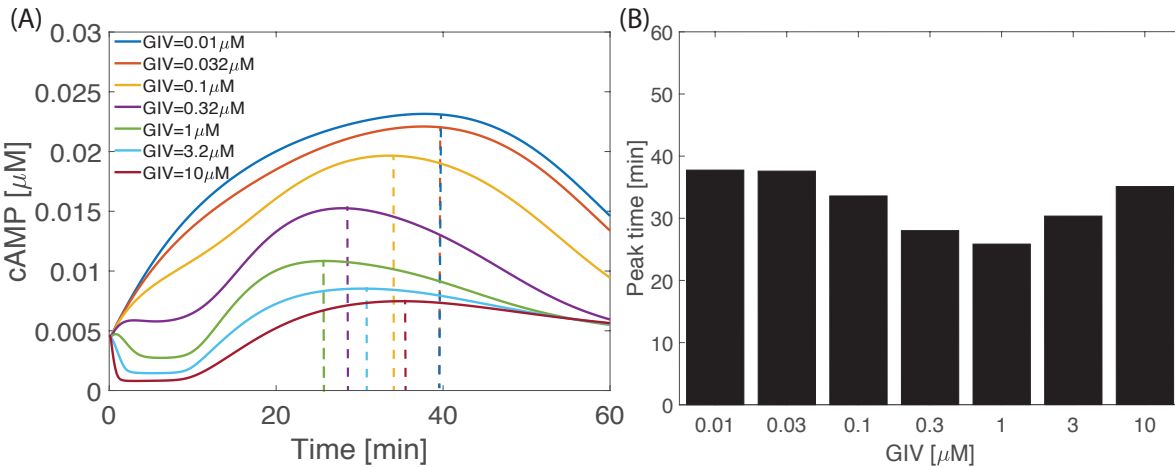 (A)
cAMP [μM]
0.03
0.025
0.02
0.015
0.01
0.005
0
GIV=0.01μM
GIV=0.032μM
GIV=0.1μM
GIV=0.32μM
GIV=1μM
GIV=3.2μM
GIV=10μM
0 20 40 60
Time [min]
(B)
Peak time [min]
60
50
40
30
20
10
0
0.01 0.03 0.1 0.3 1 3 10
GIV [μM]